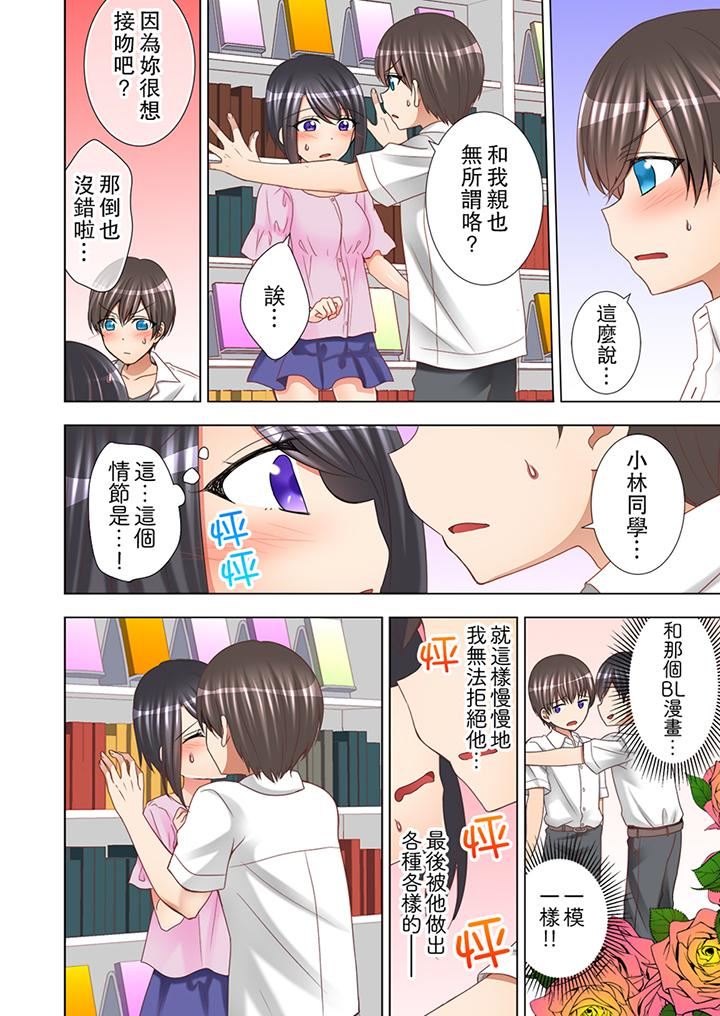 這麼說…
和我親也
無所謂咯？
誒…
因為妳很想
接吻吧？
那倒也
沒錯啦…
小林同學…
這…這個
情節是…！
怦
怦
和那個BL漫畫…
一模
一樣!!
就這樣慢慢地
我無法拒絕他…
怦
怦
怦
最後被他做出
各種各樣的——